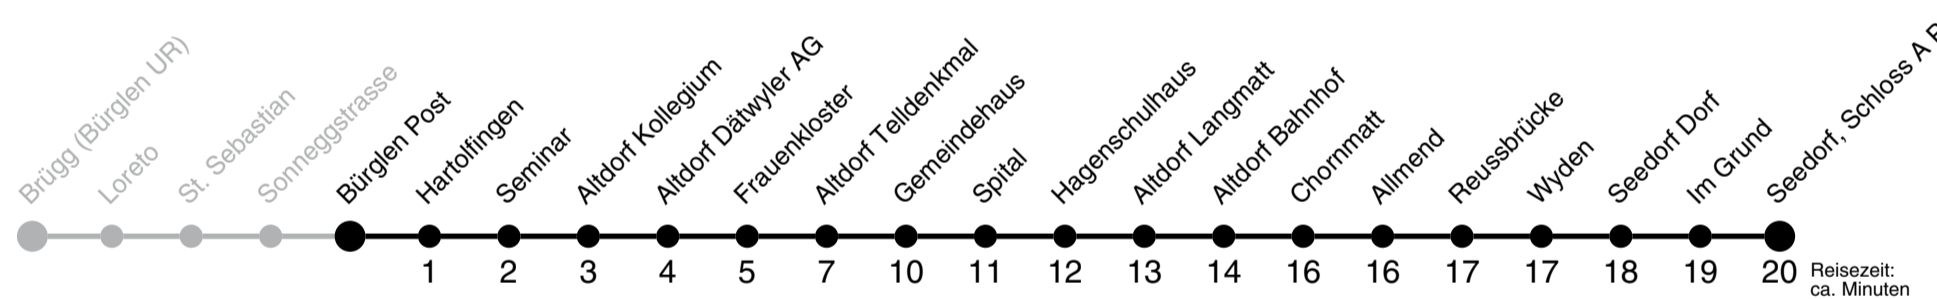 Brügg (Bürglen UR)
Loreto
St. Sebastian
Sonneggstrasse
Bürglen Post
Hartolfingen
Seminar
Altdorf Kollegium
Altdorf Dätwyler AG
Frauenkloster
Altdorf Telldenkmal
Gemeindehaus
Spital
Hagenschulhaus
Altdorf Langmatt
Altdorf Bahnhof
Chornmatt
Allmend
Reussbrücke
Wyden
Seedorf Dorf
Im Grund
Seedorf, Schloss A
1 2 3 4 5 7 10 11 12 13 14 16 16 17 17 18 19 20
Reisezeit:
ca. Minuten